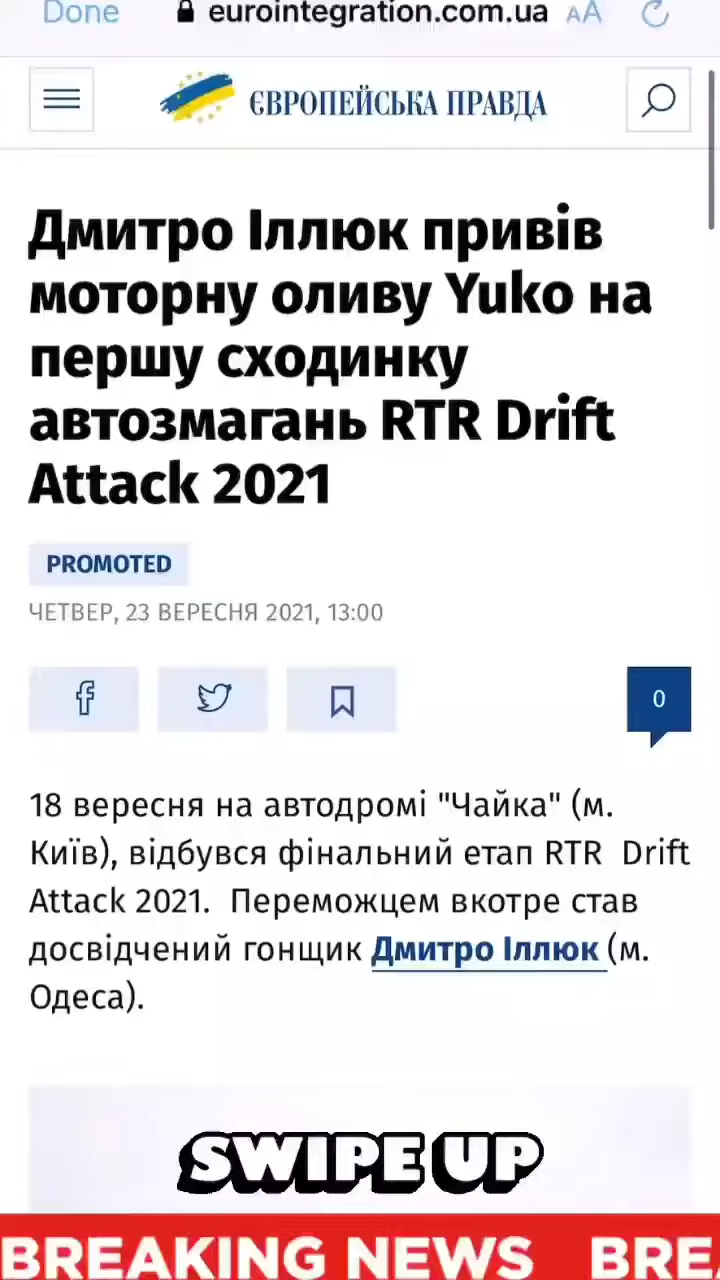 Done eurointegration.com.ua AA
ЄВРОПЕЙСЬКА ПРАВДА
Дмитро Іллюк привів
моторну оливу Yuko на
першу сходинку
автозмагань RTR Drift
Attack 2021
PROMOTED
ЧЕТВЕР, 23 ВЕРЕСНЯ 2021, 13:00
0
18 вересня на автодромі "Чайка" (м.
Київ), відбувся фінальний етап RTR Drift
Attack 2021. Переможцем вкотре став
досвідчений гонщик Дмитро Іллюк (м.
Одеса).
SWIPE UP
BREAKING NEWS BREA